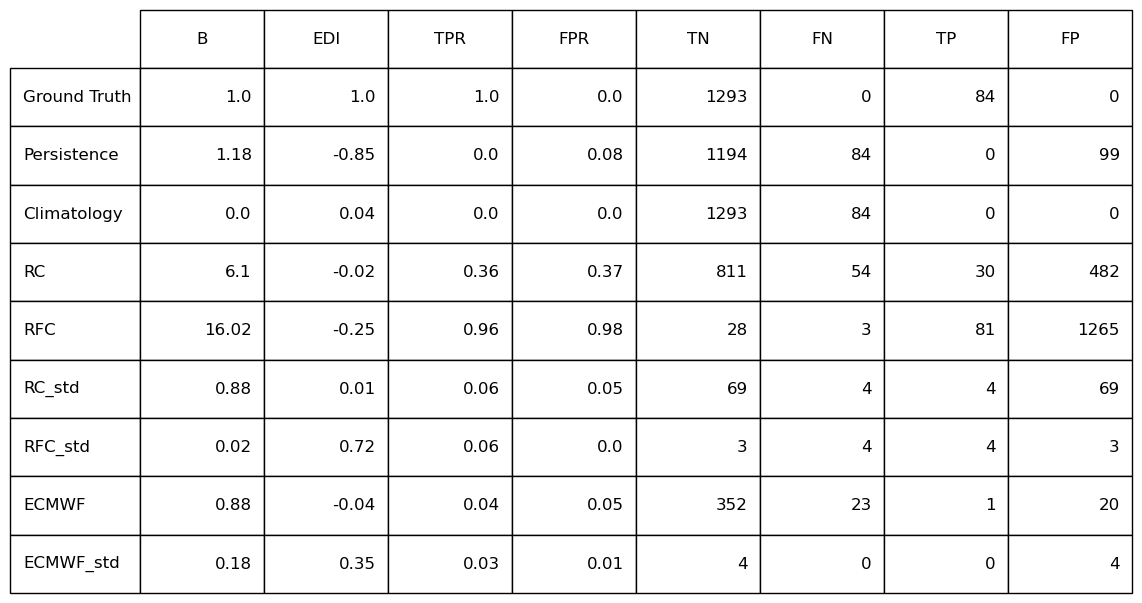 B EDI TPR FPR TN FN TP FP
Ground Truth 1.0 1.0 1.0 0.0 1293 0 84 0
Persistence 1.18 -0.85 0.0 0.08 1194 84 0 99
Climatology 0.0 0.04 0.0 0.0 1293 84 0 0
RC 6.1 -0.02 0.36 0.37 811 54 30 482
RFC 16.02 -0.25 0.96 0.98 28 3 81 1265
RC_std 0.88 0.01 0.06 0.05 69 4 4 69
RFC_std 0.02 0.72 0.06 0.0 3 4 4 3
ECMWF 0.88 -0.04 0.04 0.05 352 23 1 20
ECMWF_std 0.18 0.35 0.03 0.01 4 0 0 4